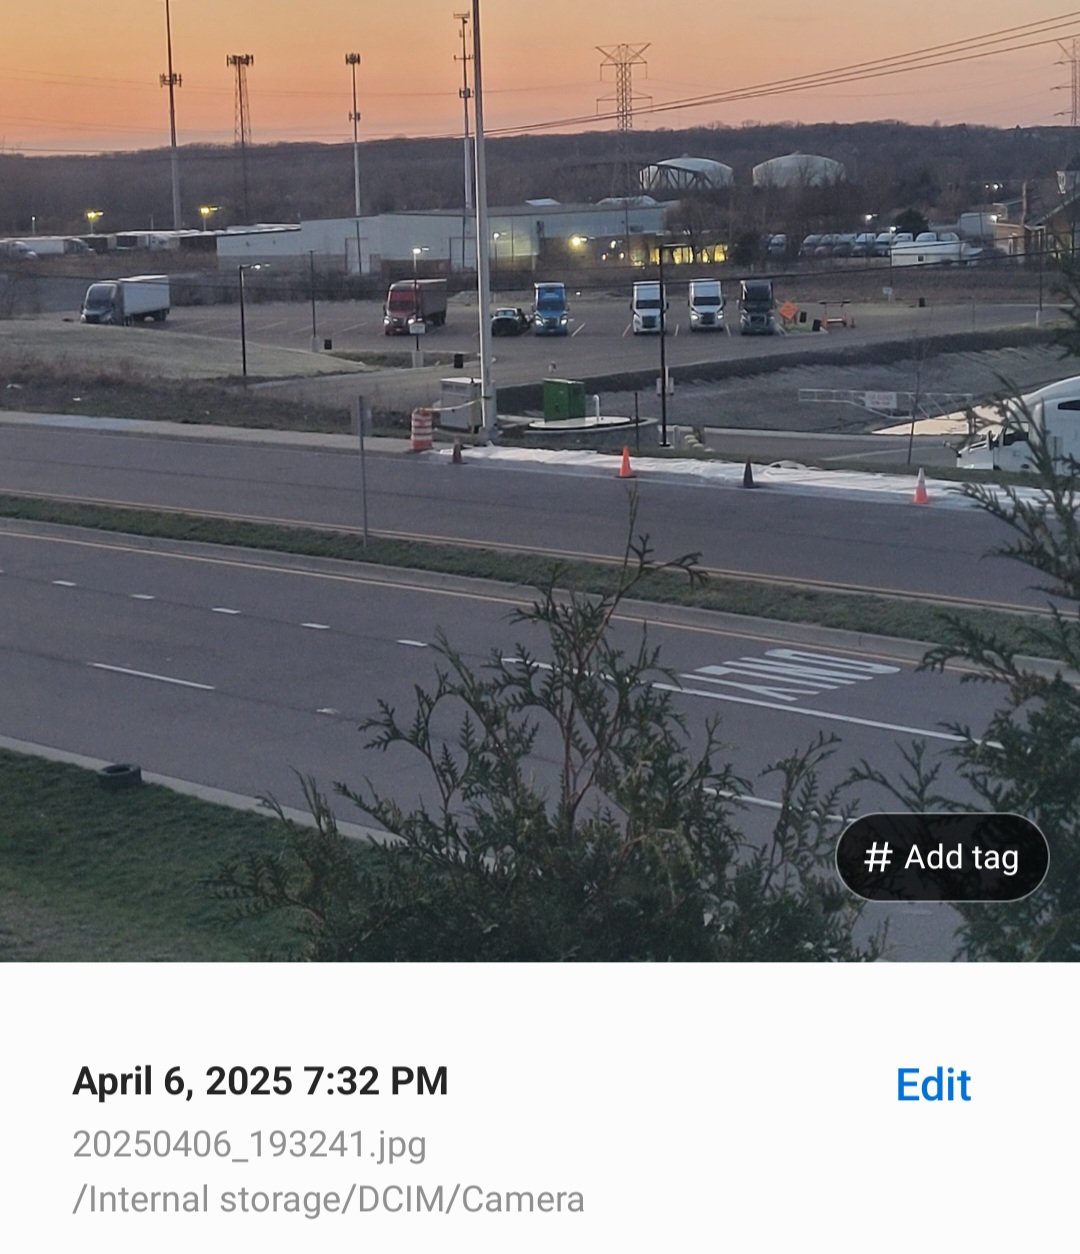 ONLY
# Add tag
April 6, 2025 7:32 PM
Edit
20250406_193241.jpg
/Internal storage/DCIM/Camera